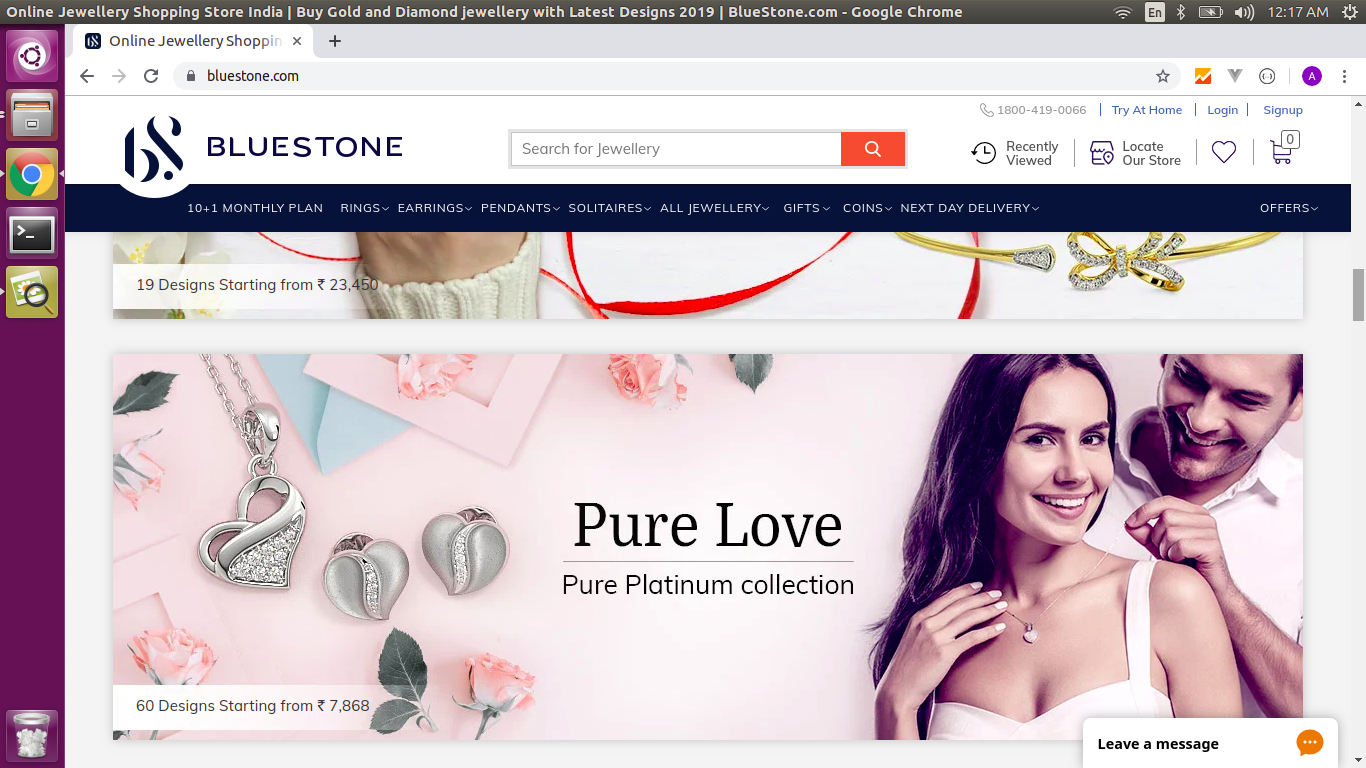 Online Jewellery Shopping Store India | Buy Gold and Diamond jewellery with Latest Designs 2019 | BlueStone.com - Google Chrome
En
12:17 AM
Online Jewellery Shoppin
bluestone.com
A
1800-419-0066
Try At Home
Login
Signup
BLUESTONE
Search for Jewellery
Recently
Viewed
Locate
Our Store
0
10+1 MONTHLY PLAN RINGS EARRINGS PENDANTS SOLITAIRES ALL JEWELLERY GIFTS COINS NEXT DAY DELIVERY OFFERS
19 Designs Starting from ₹ 23,450
Pure Love
Pure Platinum collection
60 Designs Starting from ₹ 7,868
Leave a message